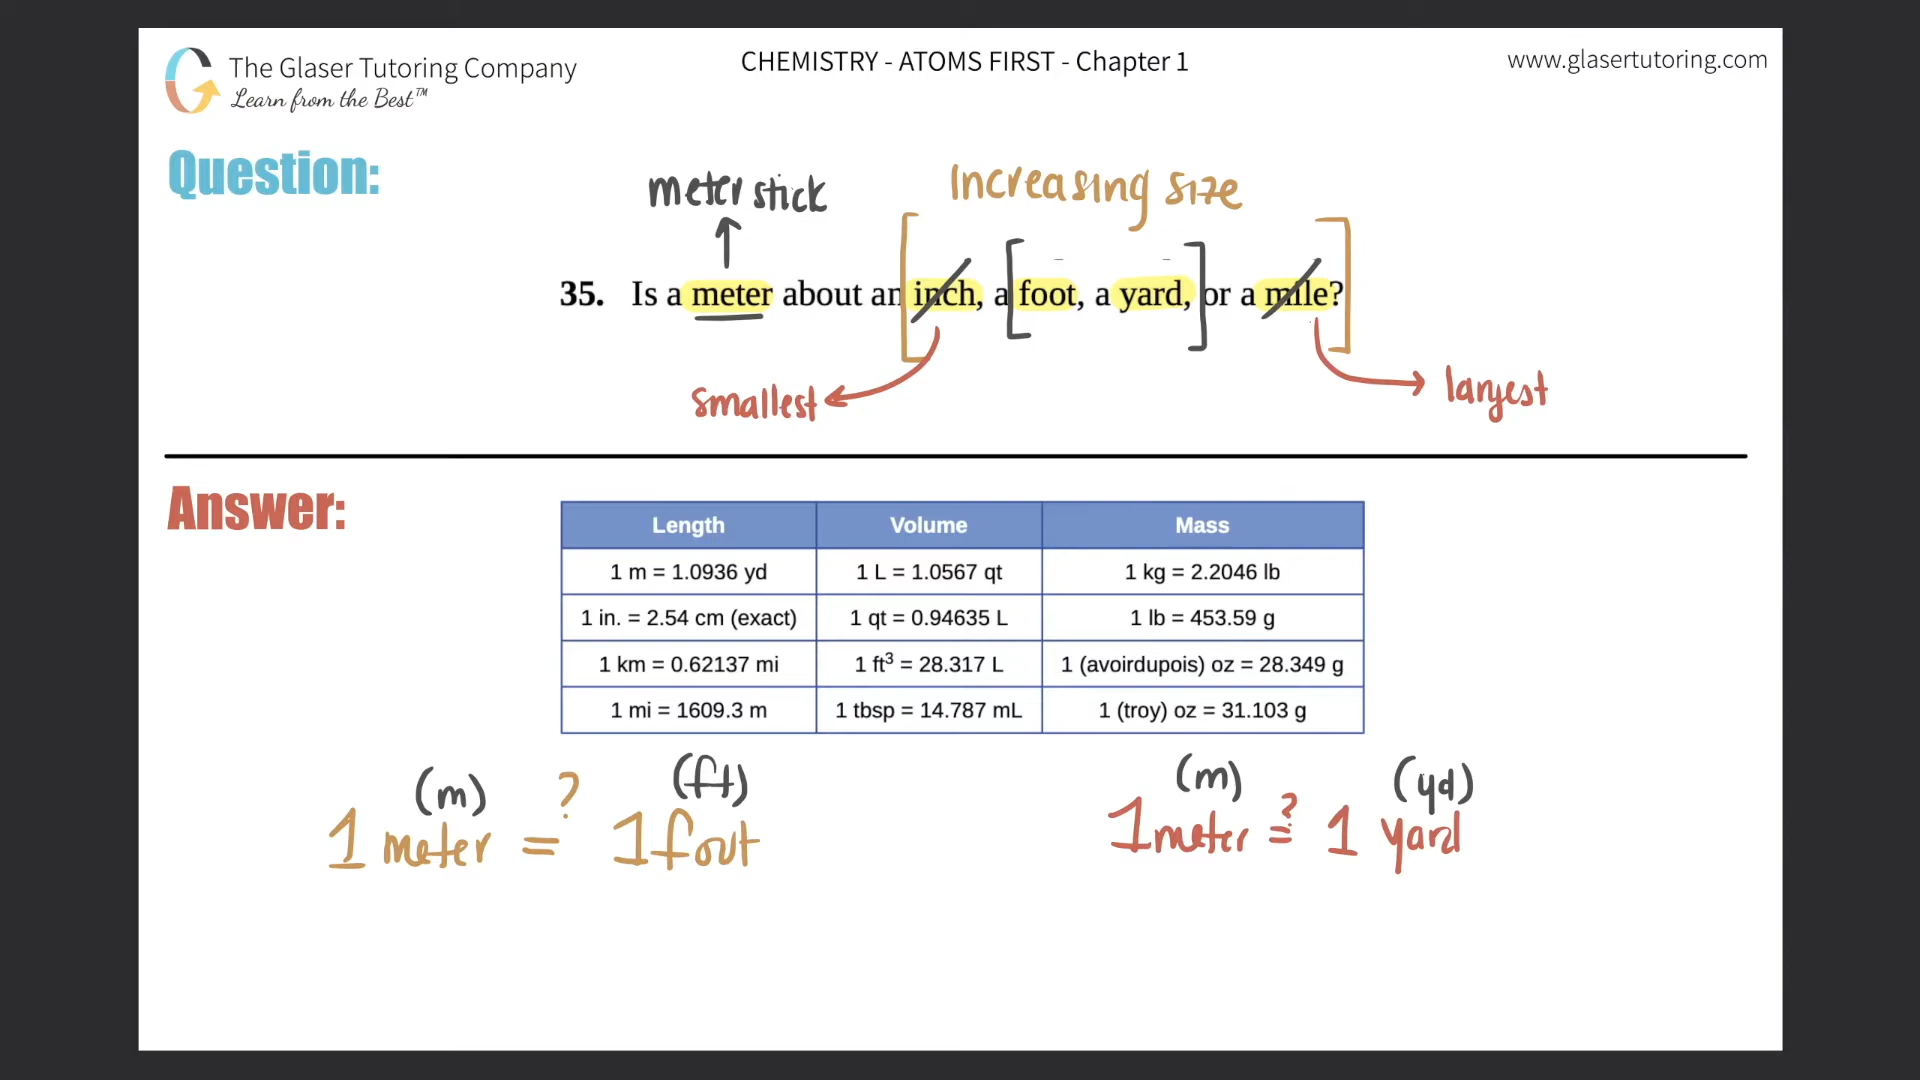 The Glaser Tutoring Company
Learn from the Best™
CHEMISTRY - ATOMS FIRST - Chapter 1
www.glasertutoring.com
Question:
meter stick
Increasing size
35. Is a meter about an inch, a foot, a yard, or a mile?
smallest
largest
Answer:
Length Volume Mass
1 m = 1.0936 yd 1 L = 1.0567 qt 1 kg = 2.2046 lb
1 in. = 2.54 cm (exact) 1 qt = 0.94635 L 1 lb = 453.59 g
1 km = 0.62137 mi 1 ft³ = 28.317 L 1 (avoirdupois) oz = 28.349 g
1 mi = 1609.3 m 1 tbsp = 14.787 mL 1 (troy) oz = 31.103 g
(m) ? (ft)
1 meter = 1 foot
(m) ? (yd)
1 meter = 1 yard